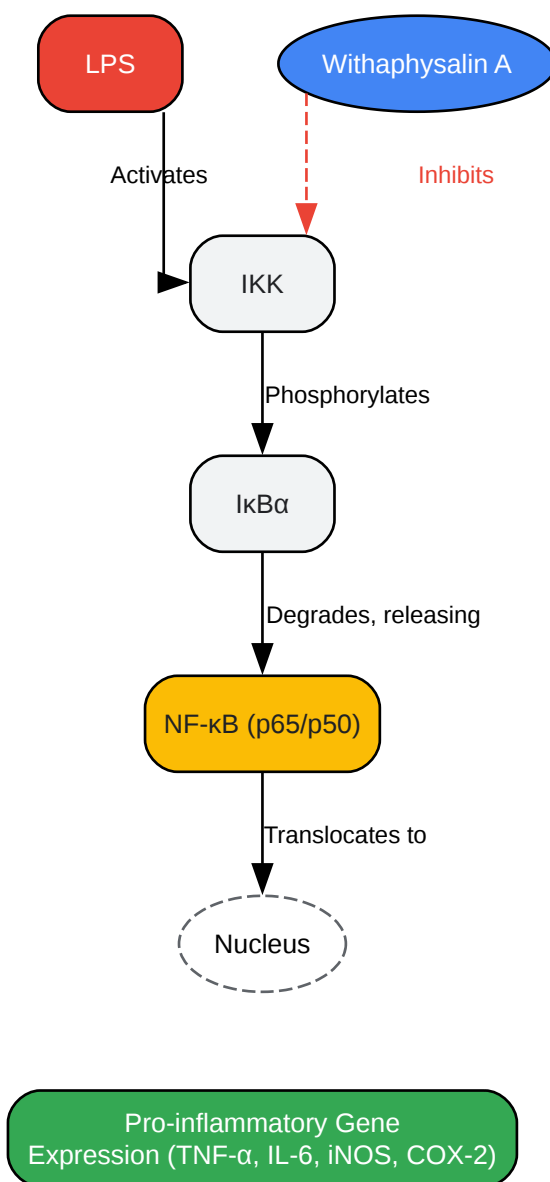 LPS
Withaphysalin A
Activates
Inhibits
IKK
Phosphorylates
IκBα
Degrades, releasing
NF-κB (p65/p50)
Translocates to
Nucleus
Pro-inflammatory Gene
Expression (TNF-α, IL-6, iNOS, COX-2)